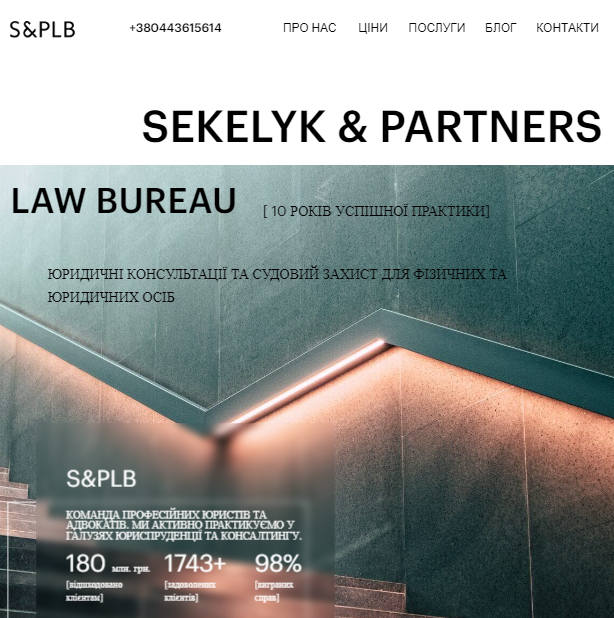 S&PLB
+380443615614
ПРО НАС ЦІНИ ПОСЛУГИ БЛОГ КОНТАКТИ
SEKELYK & PARTNERS
LAW BUREAU
[ 10 РОКІВ УСПІШНОЇ ПРАКТИКИ]
ЮРИДИЧНІ КОНСУЛЬТАЦІЇ ТА СУДОВИЙ ЗАХИСТ ДЛЯ ФІЗИЧНИХ ТА
ЮРИДИЧНИХ ОСІБ
S&PLB
КОМАНДА ПРОФЕСІЙНИХ ЮРИСТІВ ТА
АДВОКАТІВ. МИ АКТИВНО ПРАКТИКУЄМО У
ГАЛУЗЯХ ЮРИСПРУДЕНЦІЇ ТА КОНСАЛТИНГУ.
180 млн. грн.
[відшкодовано
клієнтам]
1743+
[задоволених
клієнтів]
98%
[виграних
справ]